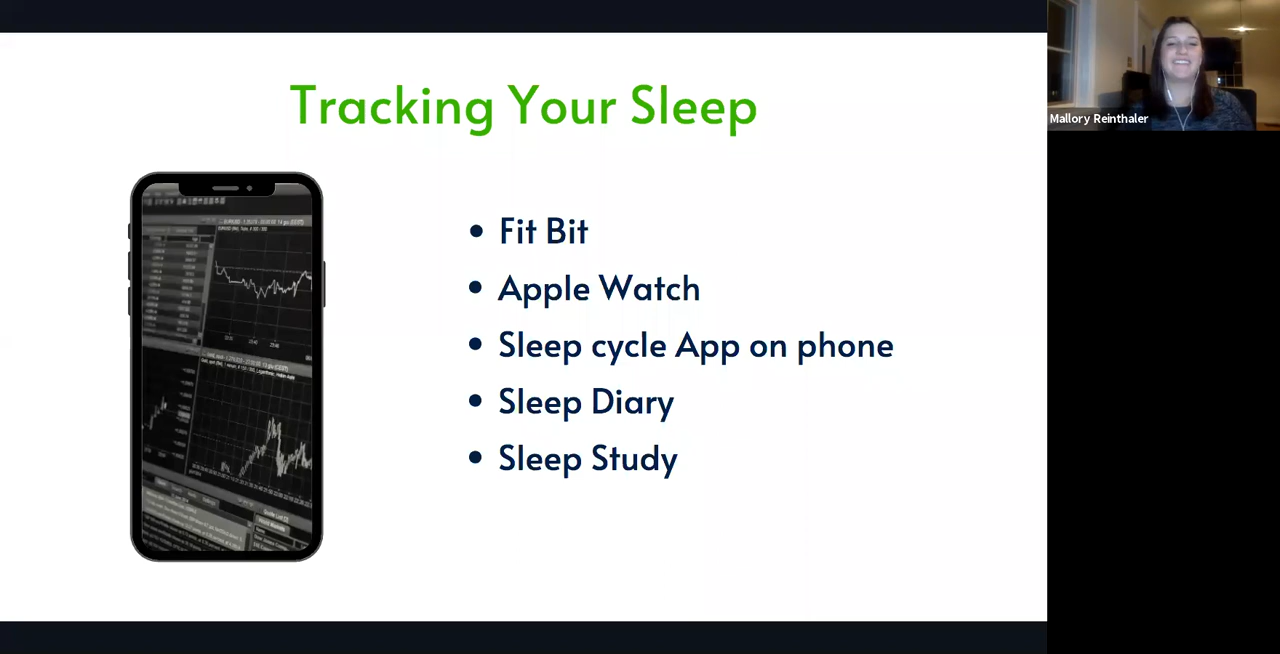 Tracking Your Sleep
Fit Bit
Apple Watch
Sleep cycle App on phone
Sleep Diary
Sleep Study
Mallory Reinthaler